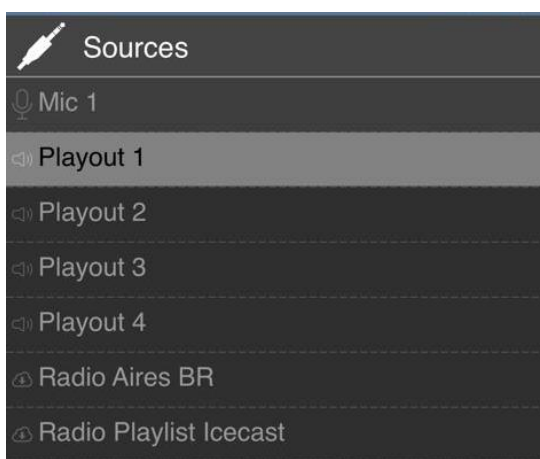 Sources
Mic 1
Playout 1
Playout 2
Playout 3
Playout 4
Radio Aires BR
Radio Playlist Icecast